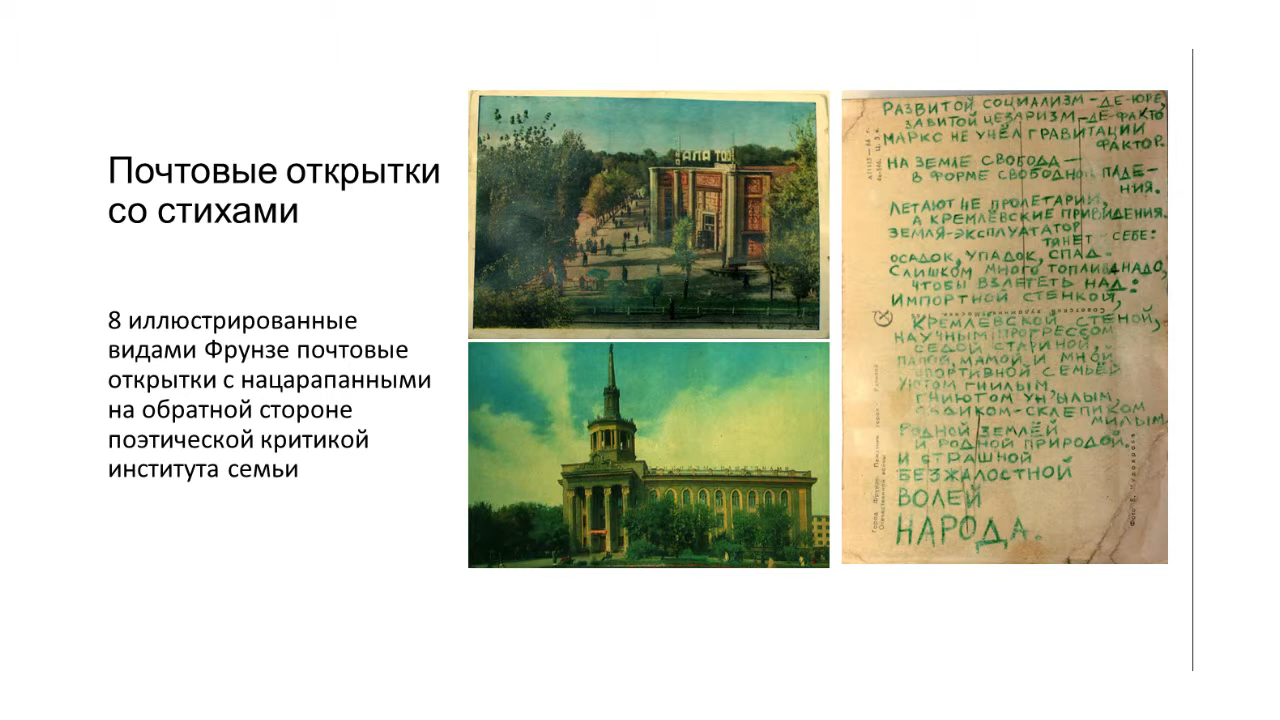 Почтовые открытки
со стихами
8 иллюстрированные
видами Фрунзе почтовые
открытки с нацарапанными
на обратной стороне
поэтической критикой
института семьи
АЛА ТОО
РАЗВИТОЙ СОЦИАЛИЗМ – ДЕ-ЮРЕ,
ЗАВИТОЙ ЦЕЗАРИЗМ – ДЕ-ФАКТО
МАРКС НЕ УЧЁЛ ГРАВИТАЦИИ
ФАКТОР.
НА ЗЕМЛЕ СВОБОДА —
В ФОРМЕ СВОБОДНОГО ПАДЕ–
НИЯ.
ЛЕТАЮТ НЕ ПРОЛЕТАРИИ,
А КРЕМЛЁВСКИЕ ПРИВИДЕНИЯ.
ЗЕМЛЯ-ЭКСПЛУАТАТОР
ТЯНЕТ СЕБЕ:
ОСАДОК, УПАДОК, СПАД –
СЛИШКОМ МНОГО ТОПЛИВА НАДО,
ЧТОБЫ ВЗЛЕТЕТЬ НАД:
ИМПОРТНОЙ СТЕНКОЙ,
КРЕМЛЁВСКОЙ СТЕНОЙ,
НАУЧНЫМ ПРОГРЕССОМ
СЕДОЙ СТАРИНОЙ,
ПАПОЙ, МАМОЙ И МНОЙ
СПОРТИВНОЙ СЕМЬЁЙ
УЮТОМ ГНИЛЫМ,
ГНИЮТОМ УНЫЛЫМ,
МИЛЫМ
РОДНОЙ ЗЕМЛЁЙ
И РОДНОЙ ПРИРОДОЙ.
И СТРАШНОЙ
БЕЗЖАЛОСТНОЙ
ВОЛЕЙ
НАРОДА.